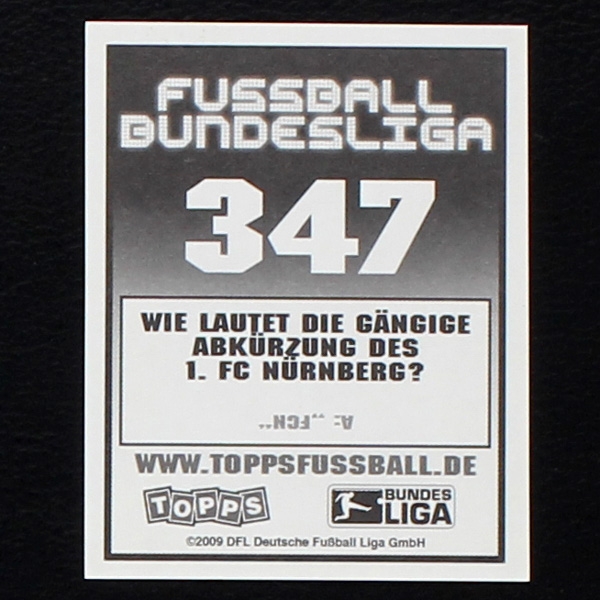 FUSSBALL
BUNDESLIGA
347
WIE LAUTET DIE GÄNGIGE
ABKÜRZUNG DES
1. FC NÜRNBERG?
A: „FCN“
WWW.TOPPSFUSSBALL.DE
TOPPS
BUNDES
LIGA
©2009 DFL Deutsche Fußball Liga GmbH